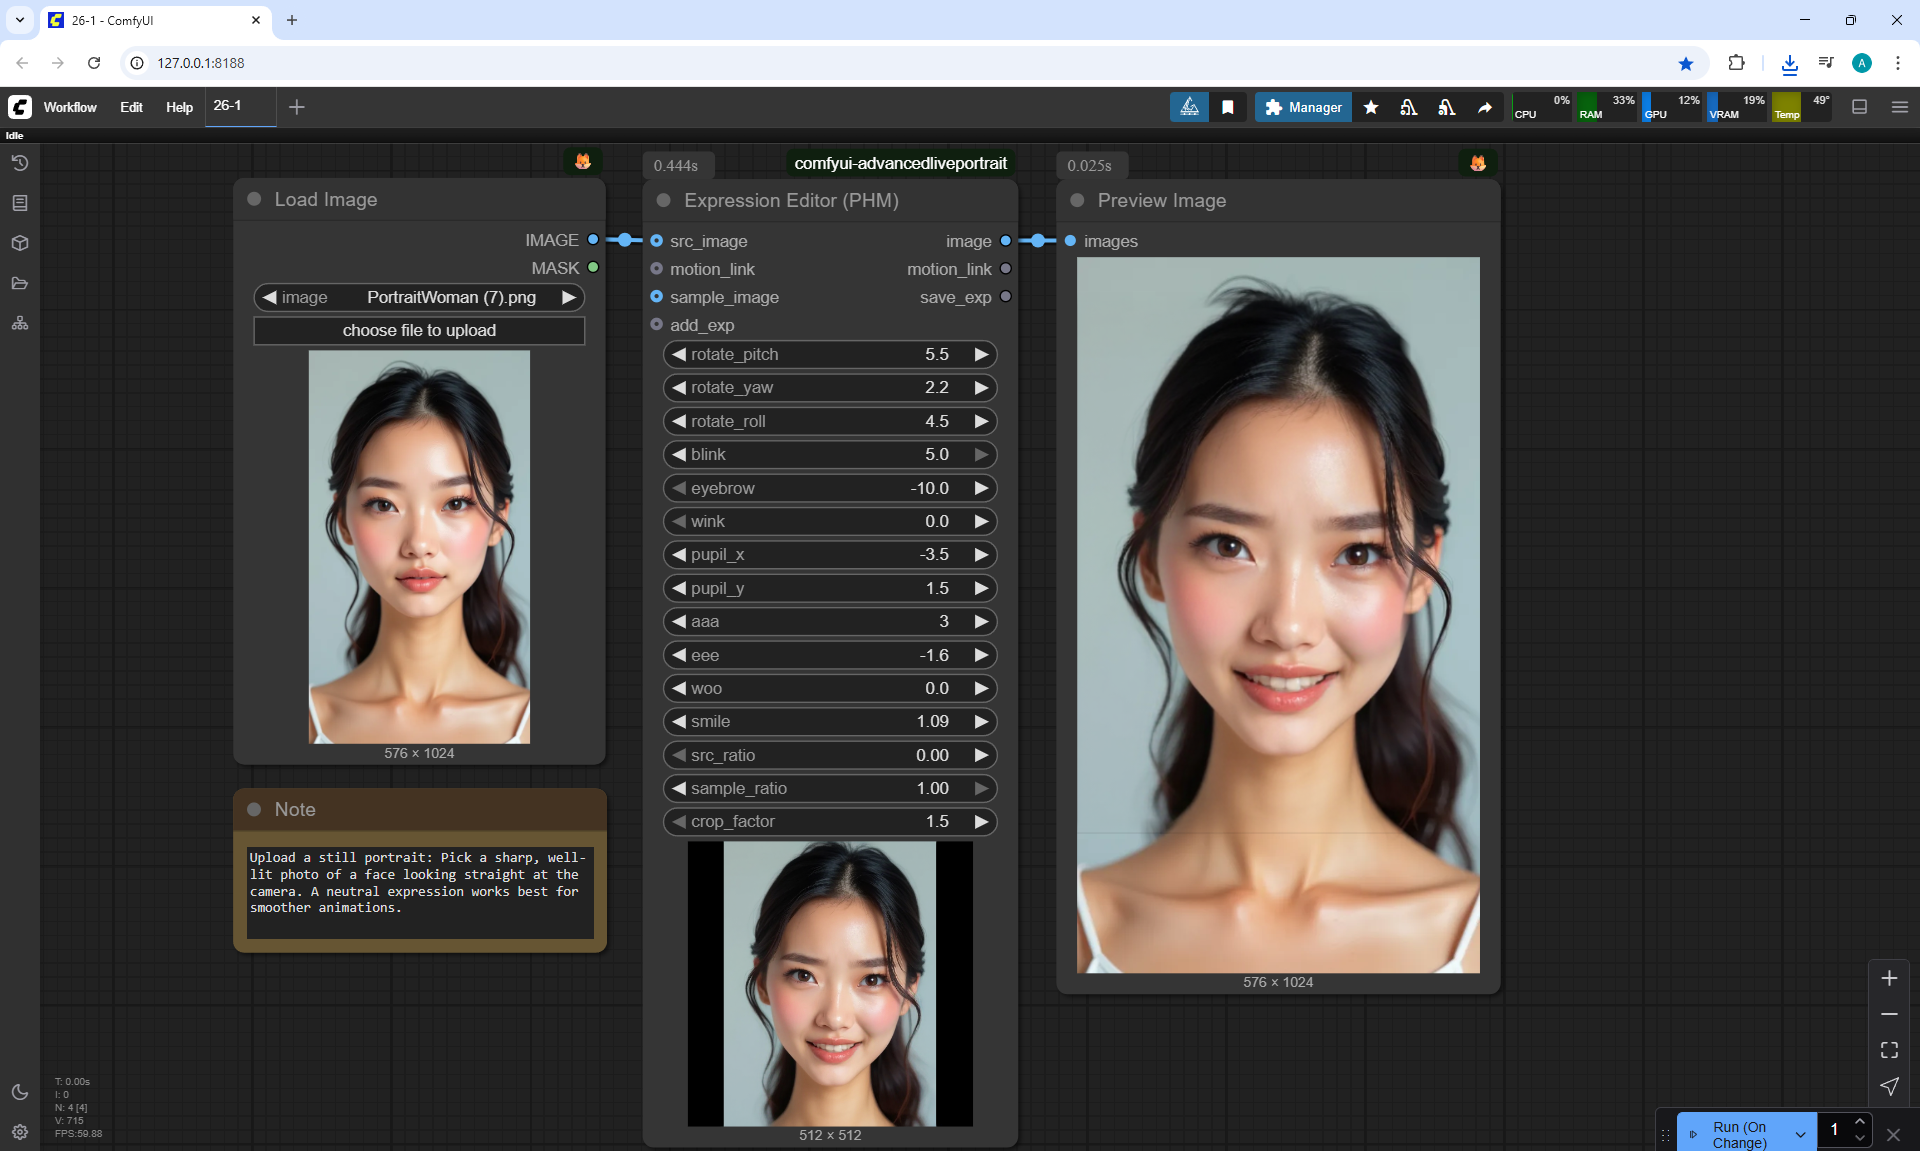 26-1 - ComfyUI
127.0.0.1:8188
A
Workflow
Edit
Help
26-1
Manager
CPU 0%
RAM 33%
GPU 12%
VRAM 19%
Temp 49°
Idle
Load Image
IMAGE
MASK
image PortraitWoman (7).png
choose file to upload
576 × 1024
Note
Upload a still portrait: Pick a sharp, well-
lit photo of a face looking straight at the
camera. A neutral expression works best for
smoother animations.
0.444s
comfyui-advancedliveportrait
Expression Editor (PHM)
src_image image
motion_link motion_link
sample_image save_exp
add_exp
rotate_pitch 5.5
rotate_yaw 2.2
rotate_roll 4.5
blink 5.0
eyebrow -10.0
wink 0.0
pupil_x -3.5
pupil_y 1.5
aaa 3
eee -1.6
woo 0.0
smile 1.09
src_ratio 0.00
sample_ratio 1.00
crop_factor 1.5
512 × 512
0.025s
Preview Image
images
576 × 1024
T: 0.00s
I: 0
N: 4 [4]
V: 715
FPS:59.88
Run (On
Change)
1